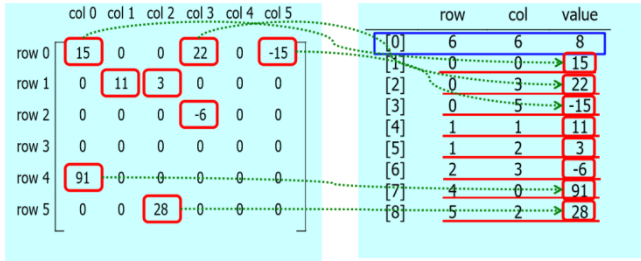 col 0 col 1 col 2 col 3 col 4 col 5
row 0 15 0 0 22 0 -15
row 1 0 11 3 0 0 0
row 2 0 0 0 -6 0 0
row 3 0 0 0 0 0 0
row 4 91 0 0 0 0 0
row 5 0 0 28 0 0 0
row col value
[0] 6 6 8
[1] 0 0 15
[2] 0 3 22
[3] 0 5 -15
[4] 1 1 11
[5] 1 2 3
[6] 2 3 -6
[7] 4 0 91
[8] 5 2 28